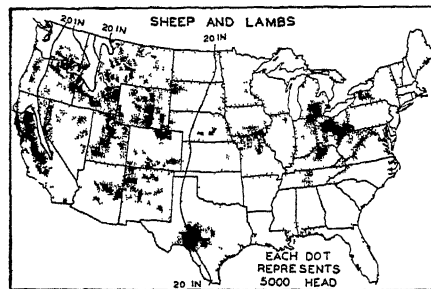 SHEEP AND LAMBS
20 IN
20 IN
20 IN
20 IN
EACH DOT
REPRESENTS
5000 HEAD